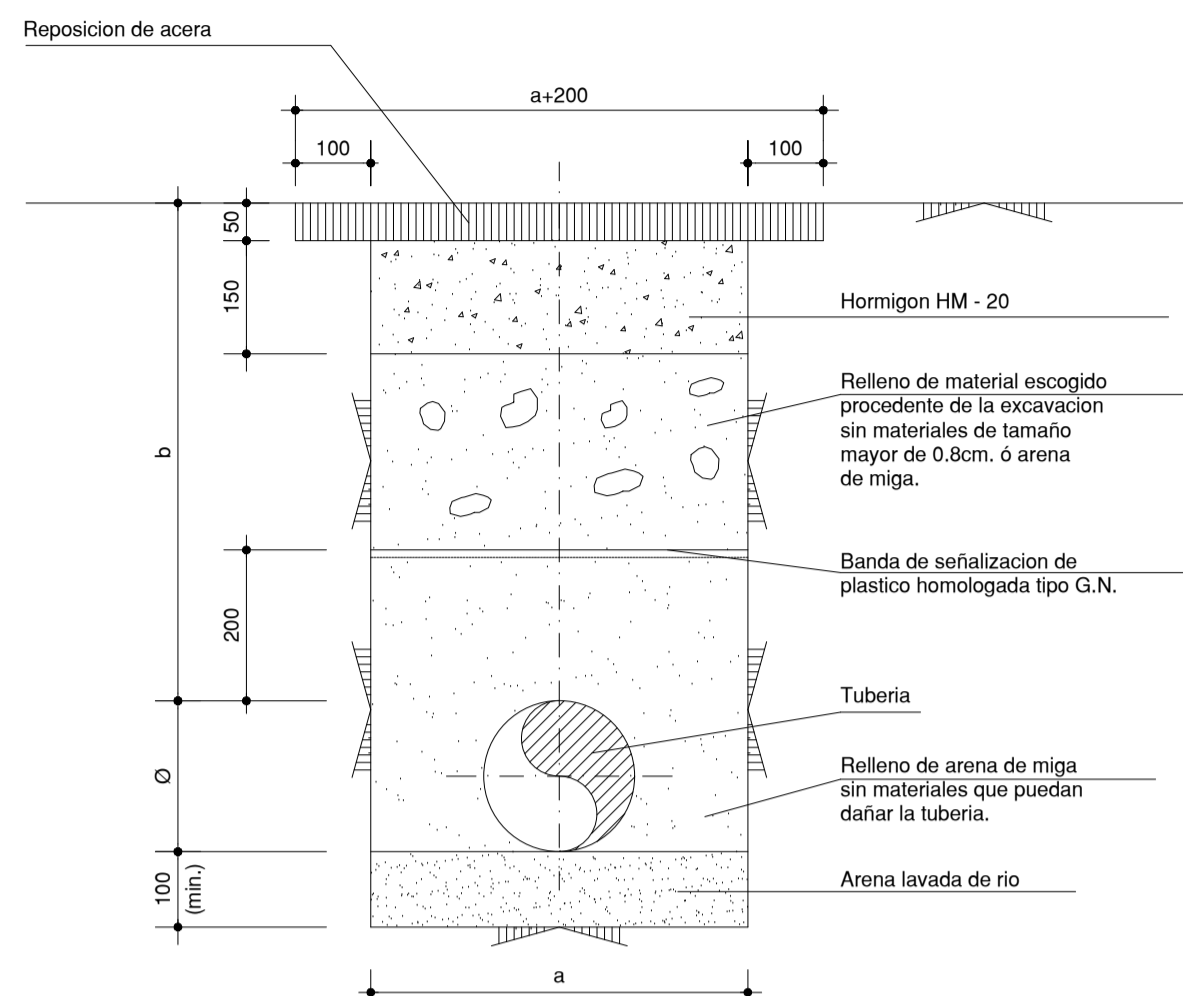 Reposicion de acera
a+200
100
100
50
150
Hormigon HM - 20
Relleno de material escogido
procedente de la excavacion
sin materiales de tamaño
mayor de 0.8cm. ó arena
de miga.
b
Banda de señalizacion de
plastico homologada tipo G.N.
200
Tuberia
Ø
Relleno de arena de miga
sin materiales que puedan
dañar la tuberia.
100
(min.)
Arena lavada de rio
a